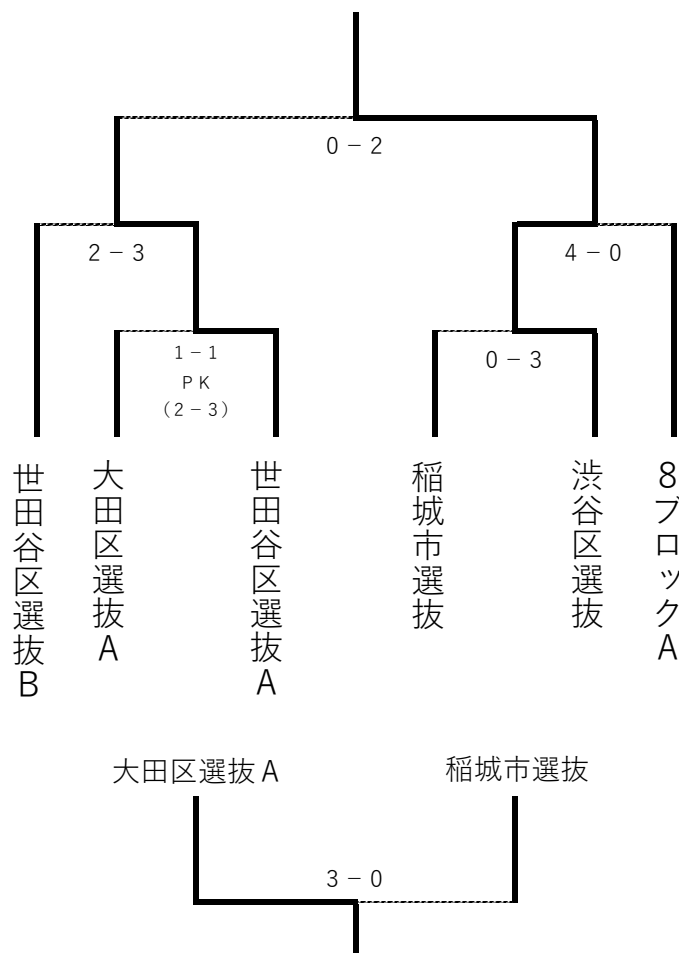 0－2
2－3
4－0
1－1
PK
（2－3）
0－3
世田谷区選抜B
大田区選抜A
世田谷区選抜A
稲城市選抜
渋谷区選抜
8ブロックA
大田区選抜A
稲城市選抜
3－0